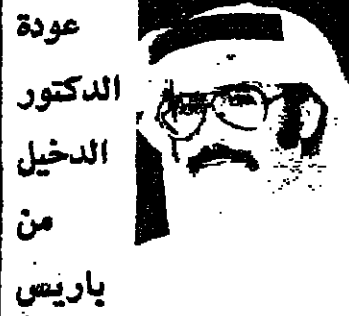 عودة
الدكتور
الدخيل
من
باريس